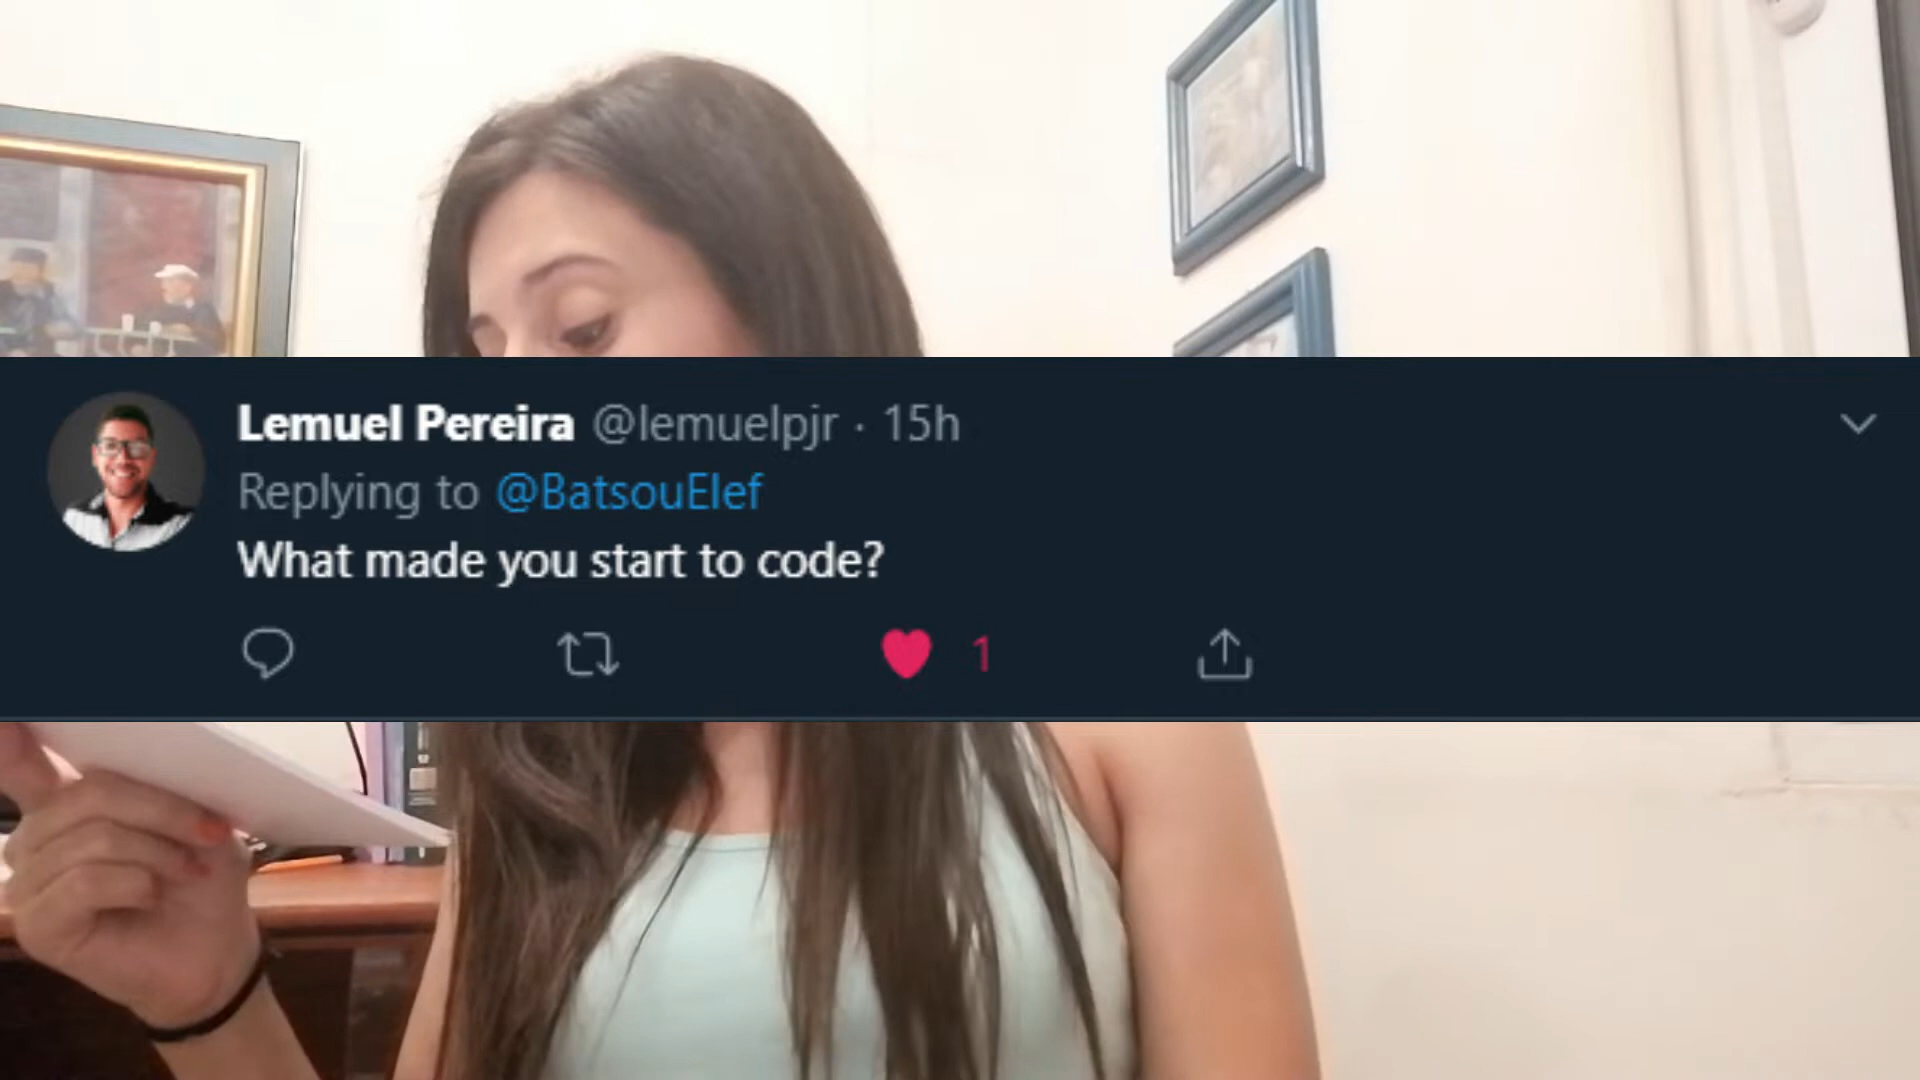 Lemuel Pereira @lemuelpjr · 15h
Replying to @BatsouElef
What made you start to code?
1